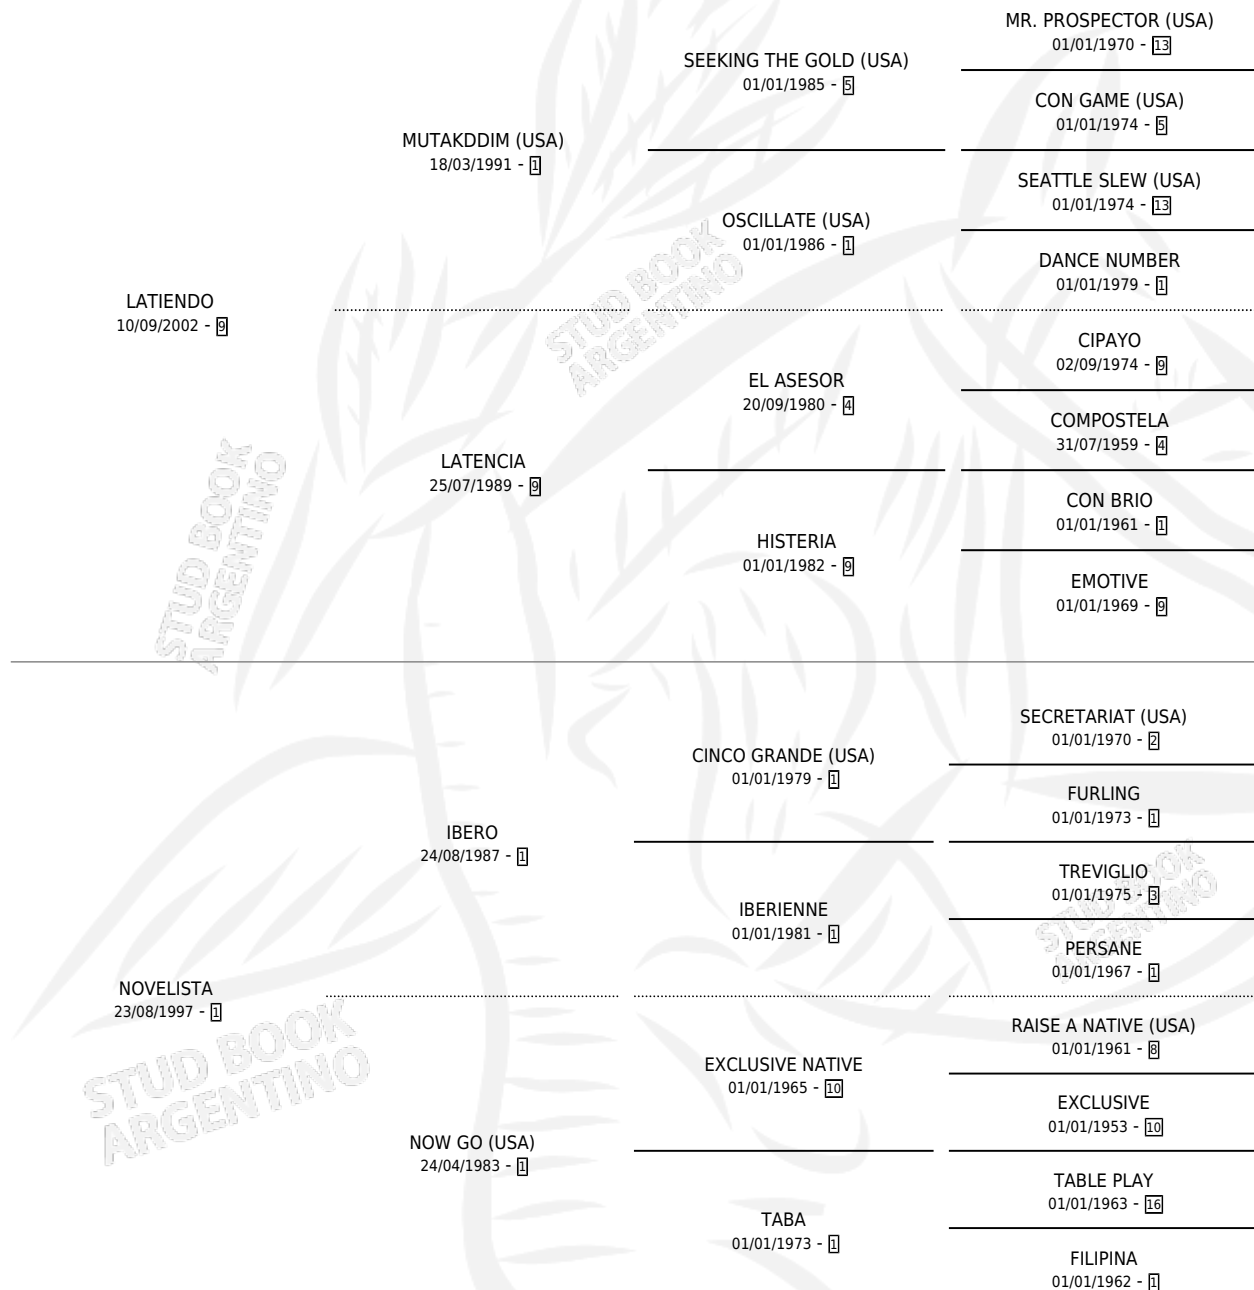 MR. PROSPECTOR (USA)
01/01/1970 - 13
SEEKING THE GOLD (USA)
01/01/1985 - 5
CON GAME (USA)
01/01/1974 - 5
MUTAKDDIM (USA)
18/03/1991 - 1
SEATTLE SLEW (USA)
01/01/1974 - 13
OSCILLATE (USA)
01/01/1986 - 1
DANCE NUMBER
01/01/1979 - 1
LATIENDO
10/09/2002 - 9
CIPAYO
02/09/1974 - 9
EL ASESOR
20/09/1980 - 4
COMPOSTELA
31/07/1959 - 4
LATENCIA
25/07/1989 - 9
CON BRIO
01/01/1961 - 1
HISTERIA
01/01/1982 - 9
EMOTIVE
01/01/1969 - 9
SECRETARIAT (USA)
01/01/1970 - 2
CINCO GRANDE (USA)
01/01/1979 - 1
FURLING
01/01/1973 - 1
IBERO
24/08/1987 - 1
TREVIGLIO
01/01/1975 - 3
IBERIENNE
01/01/1981 - 1
PERSANE
01/01/1967 - 1
NOVELISTA
23/08/1997 - 1
RAISE A NATIVE (USA)
01/01/1961 - 8
EXCLUSIVE NATIVE
01/01/1965 - 10
EXCLUSIVE
01/01/1953 - 10
NOW GO (USA)
24/04/1983 - 1
TABLE PLAY
01/01/1963 - 16
TABA
01/01/1973 - 1
FILIPINA
01/01/1962 - 1
STUD BOOK
ARGENTINO
STUD BOOK
ARGENTINO
STUD BOOK
ARGENTINO
STUD BOOK
ARGENTINO